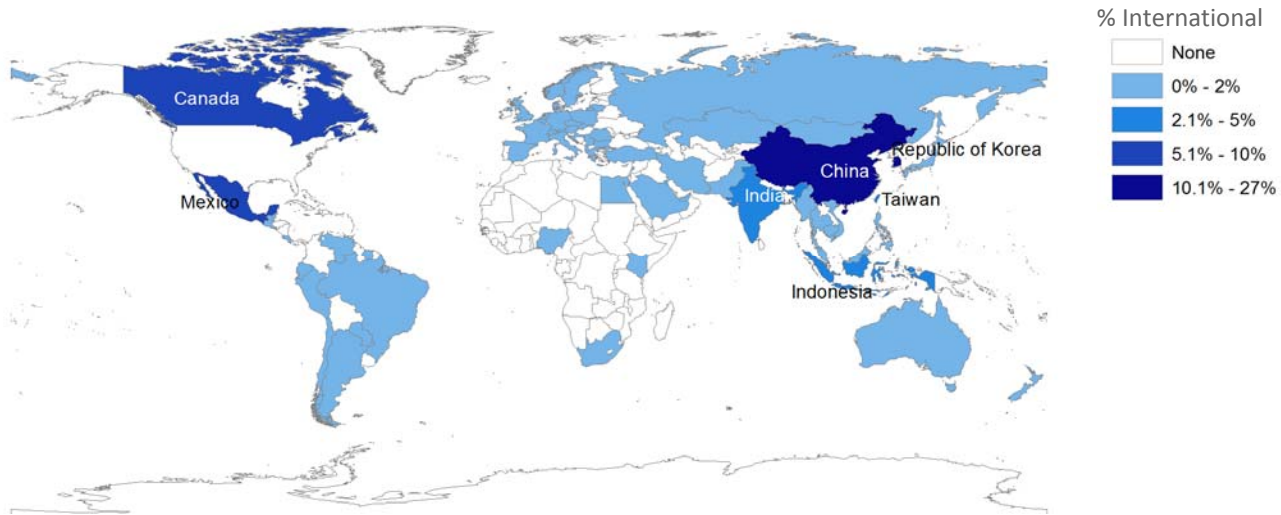 % International
None
0% - 2%
2.1% - 5%
5.1% - 10%
10.1% - 27%
Canada
Republic of Korea
China
Mexico
India
Taiwan
Indonesia